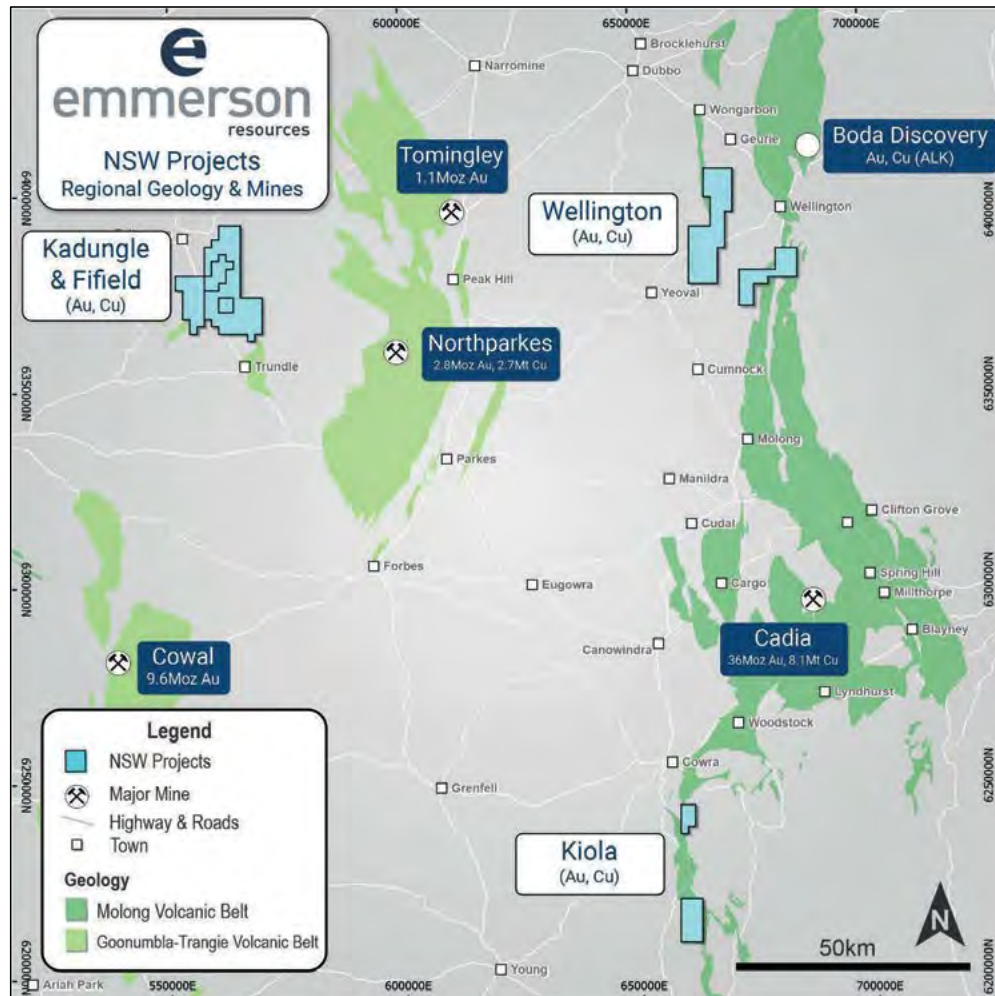 600000E
650000E
700000E
emmerson
resources
NSW Projects
Regional Geology & Mines
Brocklehurst
Narromine
Dubbo
Wongarbon
Geurie
Boda Discovery
Au, Cu (ALK)
Tomingley
1.1Moz Au
6400000N
6400000N
Wellington
(Au, Cu)
Wellington
Kadungle
& Fifield
(Au, Cu)
Peak Hill
Yeoval
Northparkes
2.8Moz Au, 2.7Mt Cu
Trundle
Cumnock
6350000N
6350000N
Molong
Parkes
Manildra
Clifton Grove
Cudal
Forbes
Eugowra
Cargo
Spring Hill
Millthorpe
6300000N
6300000N
Blayney
Canowindra
Cadia
36Moz Au, 8.1Mt Cu
Cowal
9.6Moz Au
Lyndhurst
Woodstock
Cowra
6250000N
6250000N
Grenfell
Legend
NSW Projects
Major Mine
Highway & Roads
Town
Geology
Molong Volcanic Belt
Goonumbla-Trangie Volcanic Belt
Kiola
(Au, Cu)
N
50km
Young
6200000N
6200000N
Ariah Park
550000E
600000E
650000E
700000E